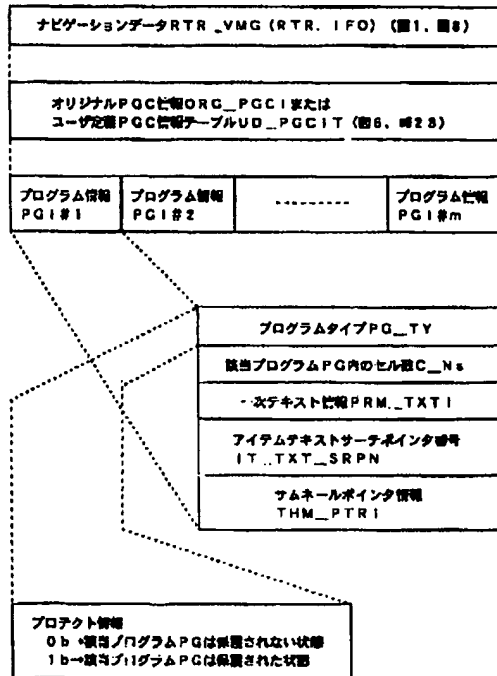 ナビゲーションデータRTR_VMG(RTR.IFO)(図1,図8)
オリジナルPGC情報ORG_PGCIまたは
ユーザ定義PGC情報テーブルUD_PGCIT(図6,図23)
プログラム情報
PGI#1
プログラム情報
PGI#2
プログラム情報
PGI#m
プログラムタイプPG_TY
該当プログラムPG内のセル数C_Ns
一次テキスト情報PRM_TXTI
アイテムテキストサーチポインタ番号
IT_TXT_SRPN
サムネールポインタ情報
THM_PTRI
プロテクト情報
0b→該当プログラムPGは保護されない状態
1b→該当プログラムPGは保護された状態